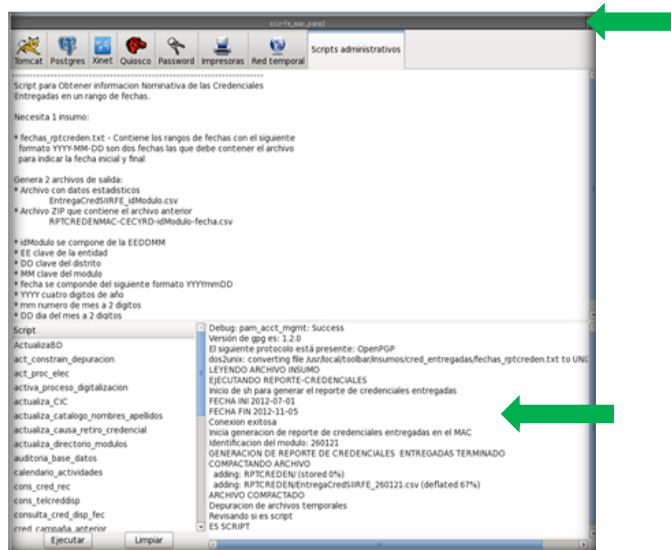 siirfe_mac_panel
Tomcat Postgres Xinet Quiosco Password Impresoras Red temporal Scripts administrativos
Script para Obtener informacion Nominativa de las Credenciales
Entregadas en un rango de fechas.
Necesita 1 insumo:
* fechas_rptcreden.txt - Contiene los rangos de fechas con el siguiente
formato YYYY-MM-DD son dos fechas las que debe contener el archivo
para indicar la fecha inicial y final
Genera 2 archivos de salida:
* Archivo con datos estadisticos
EntregaCredSIIRFE_idModulo.csv
* Archivo ZIP que contiene el archivo anterior
RPTCREDENMAC-CECYRD-idModulo-fecha.csv
* idModulo se compone de la EEDDMM
* EE clave de la entidad
* DD clave del distrito
* MM clave del modulo
* fecha se componde del siguiente formato YYYYmmDD
* YYYY cuatro digitos de año
* mm numero de mes a 2 digitos
* DD dia del mes a 2 digitos
Script
ActualizaBD
act_constrain_depuracion
act_proc_elec
activa_proceso_digitalizacion
actualiza_CIC
actualiza_catalogo_nombres_apellidos
actualiza_causa_retiro_credencial
actualiza_directorio_modulos
auditoria_base_datos
calendario_actividades
cons_cred_rec
cons_telcreddisp
consulta_cred_disp_fec
cred_campaña_anterior
Ejecutar Limpiar
Debug: pam_acct_mgmt: Success
Versión de gpg es: 1.2.0
El siguiente protocolo está presente: OpenPGP
dos2unix: converting file /usr/local/toolbar/insumos/cred_entregadas/fechas_rptcreden.txt to UNI
LEYENDO ARCHIVO INSUMO
EJECUTANDO REPORTE-CREDENCIALES
Inicio de sh para generar el reporte de credenciales entregadas
FECHA INI 2012-07-01
FECHA FIN 2012-11-05
Conexion exitosa
Inicia generacion de reporte de credenciales entregadas en el MAC
Identificacion del modulo: 260121
GENERACION DE REPORTE DE CREDENCIALES ENTREGADAS TERMINADO
COMPACTANDO ARCHIVO
adding: RPTCREDEN/ (stored 0%)
adding: RPTCREDEN/EntregaCredSIIRFE_260121.csv (deflated 67%)
ARCHIVO COMPACTADO
Depuracion de archivos temporales
Revisando si es script
ES SCRIPT